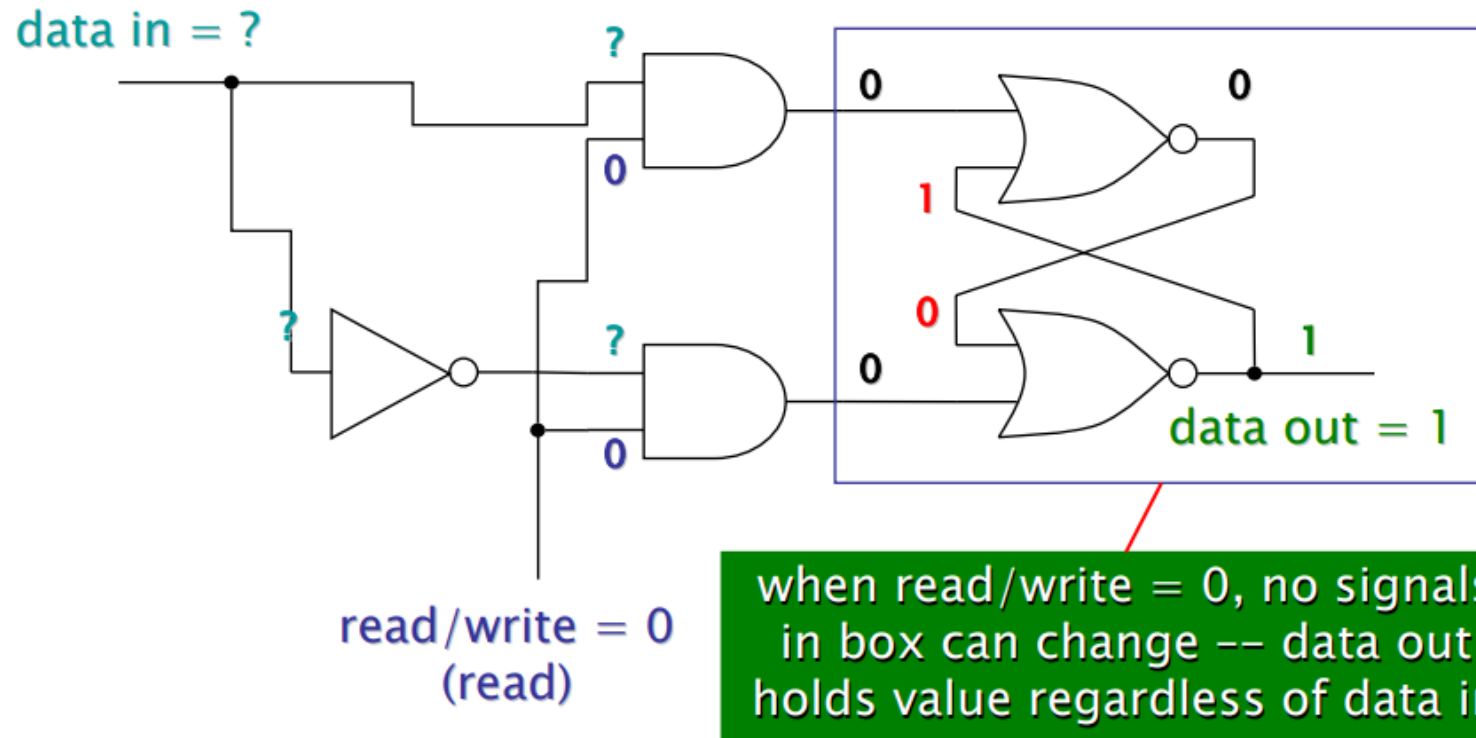 data in = ?
?
0
0
0
1
?
?
0
0
0
1
data out = 1
read/write = 0
(read)
when read/write = 0, no signals
in box can change -- data out
holds value regardless of data in